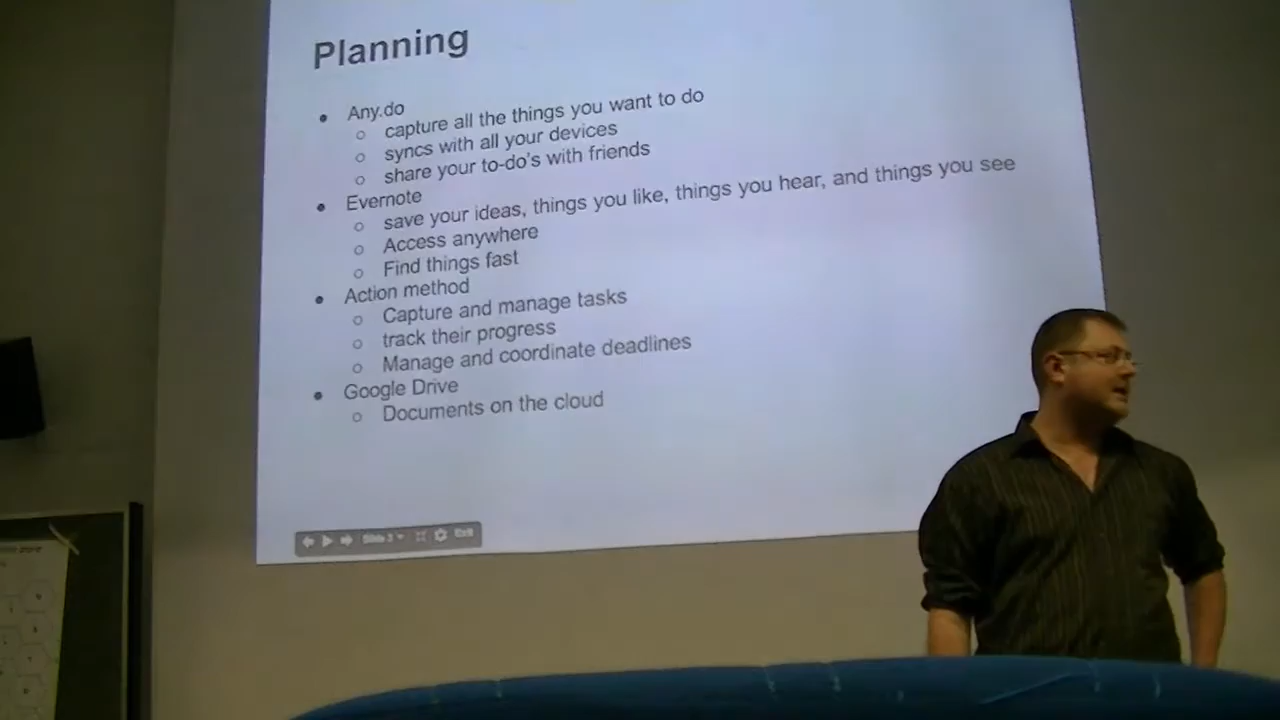 Planning
Any.do
capture all the things you want to do
syncs with all your devices
share your to-do's with friends
Evernote
save your ideas, things you like, things you hear, and things you see
Access anywhere
Find things fast
Action method
Capture and manage tasks
track their progress
Manage and coordinate deadlines
Google Drive
Documents on the cloud
Slide 3
Exit